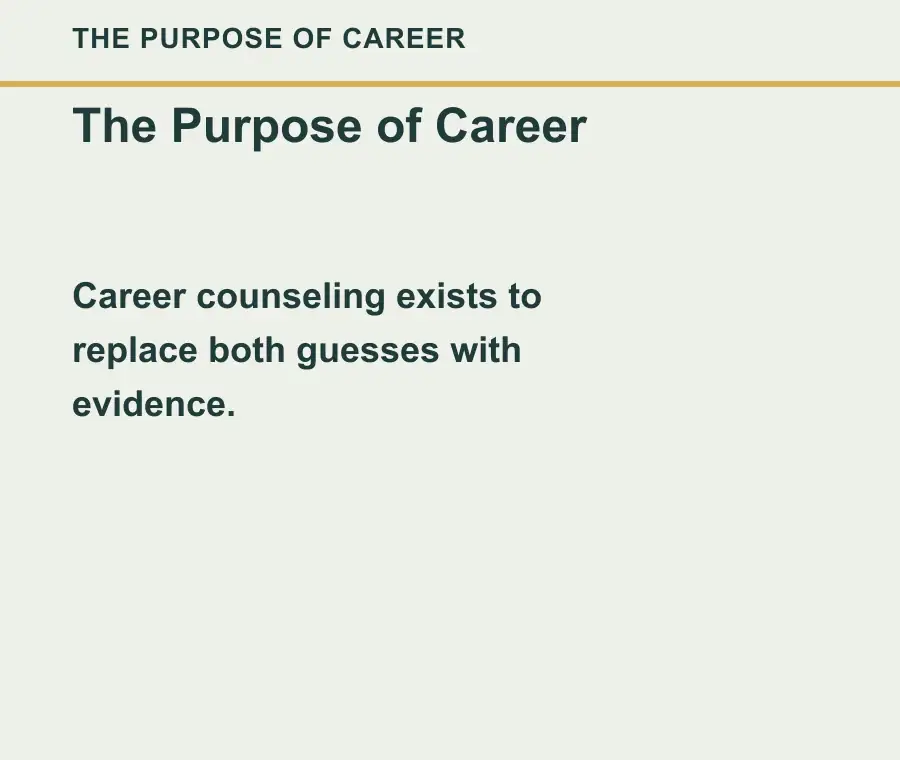 THE PURPOSE OF CAREER
The Purpose of Career
Career counseling exists to
replace both guesses with
evidence.